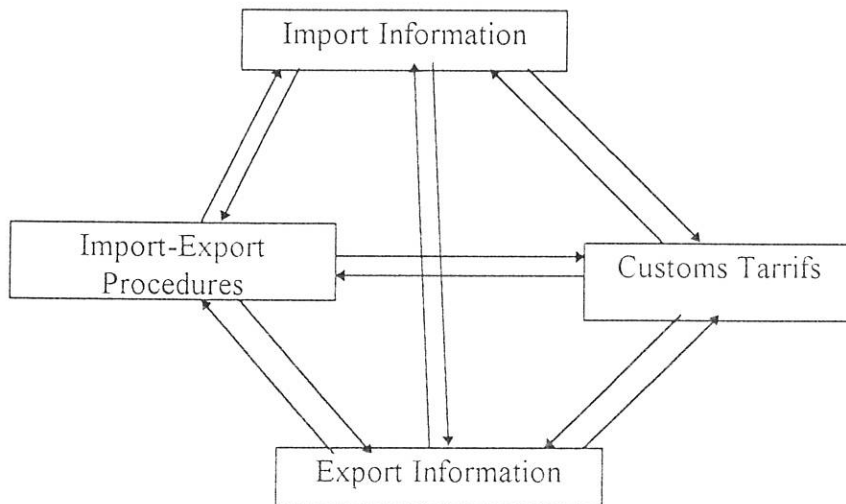 Import Information
Import-Export
Procedures
Customs Tarrifs
Export Information